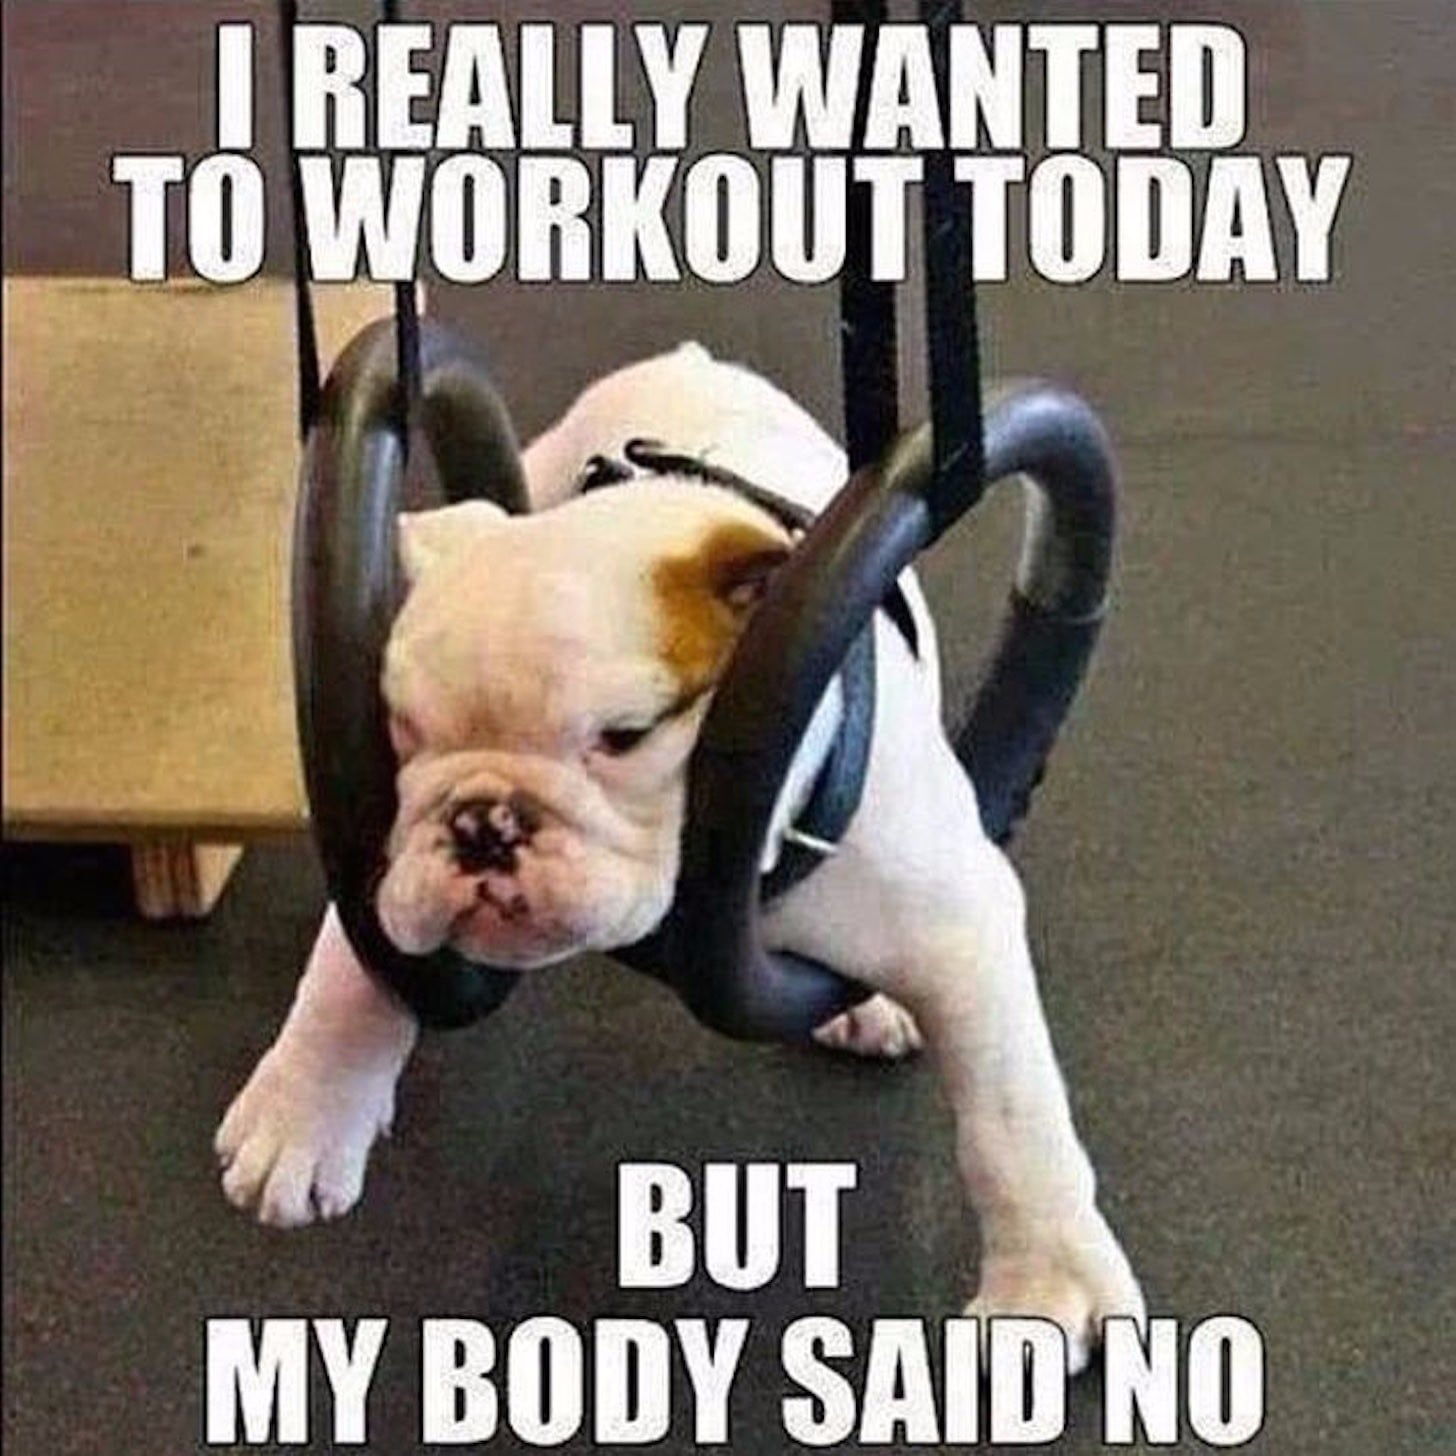 I REALLY WANTED
TO WORKOUT TODAY
BUT
MY BODY SAID NO